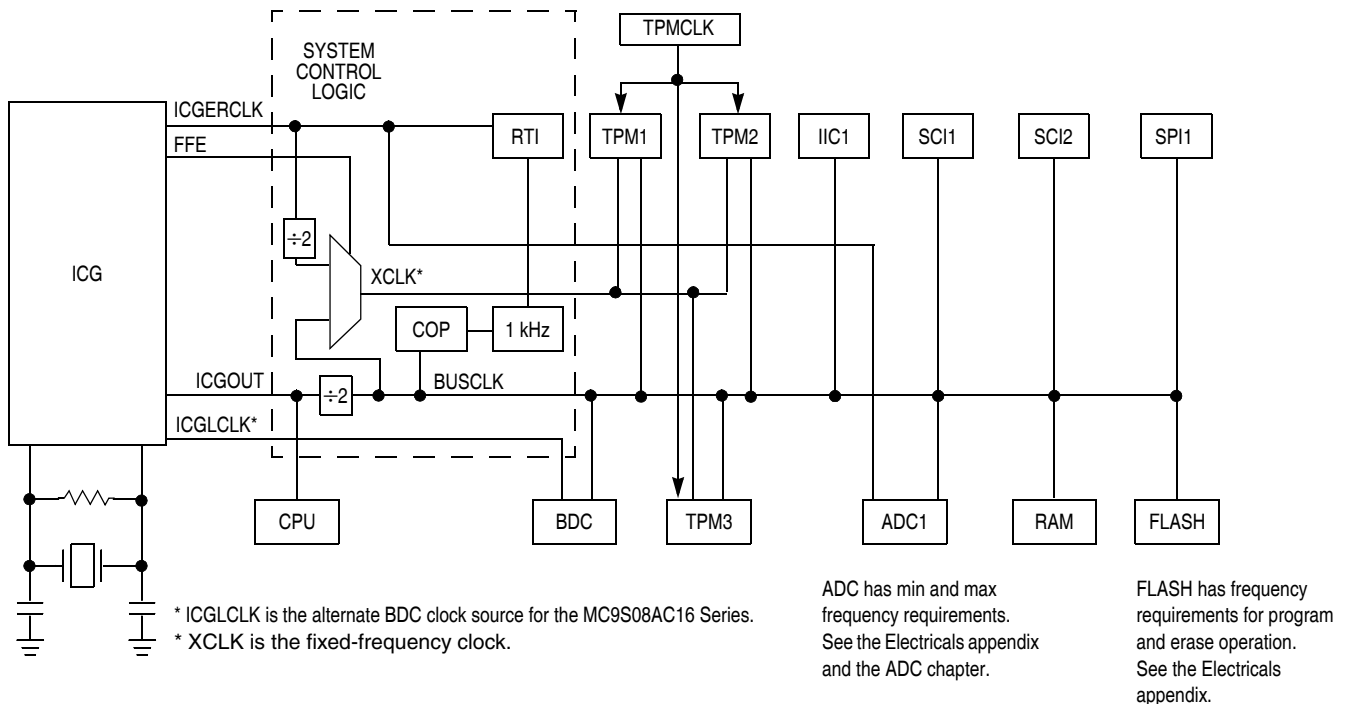 TPMCLK
SYSTEM
CONTROL
LOGIC
ICGERCLK
FFE
RTI
TPM1
TPM2
IIC1
SCI1
SCI2
SPI1
÷2
ICG
XCLK*
COP
1 kHz
ICGOUT
÷2
BUSCLK
ICGLCLK*
CPU
BDC
TPM3
ADC1
RAM
FLASH
* ICGLCLK is the alternate BDC clock source for the MC9S08AC16 Series.
* XCLK is the fixed-frequency clock.
ADC has min and max
frequency requirements.
See the Electricals appendix
and the ADC chapter.
FLASH has frequency
requirements for program
and erase operation.
See the Electricals
appendix.